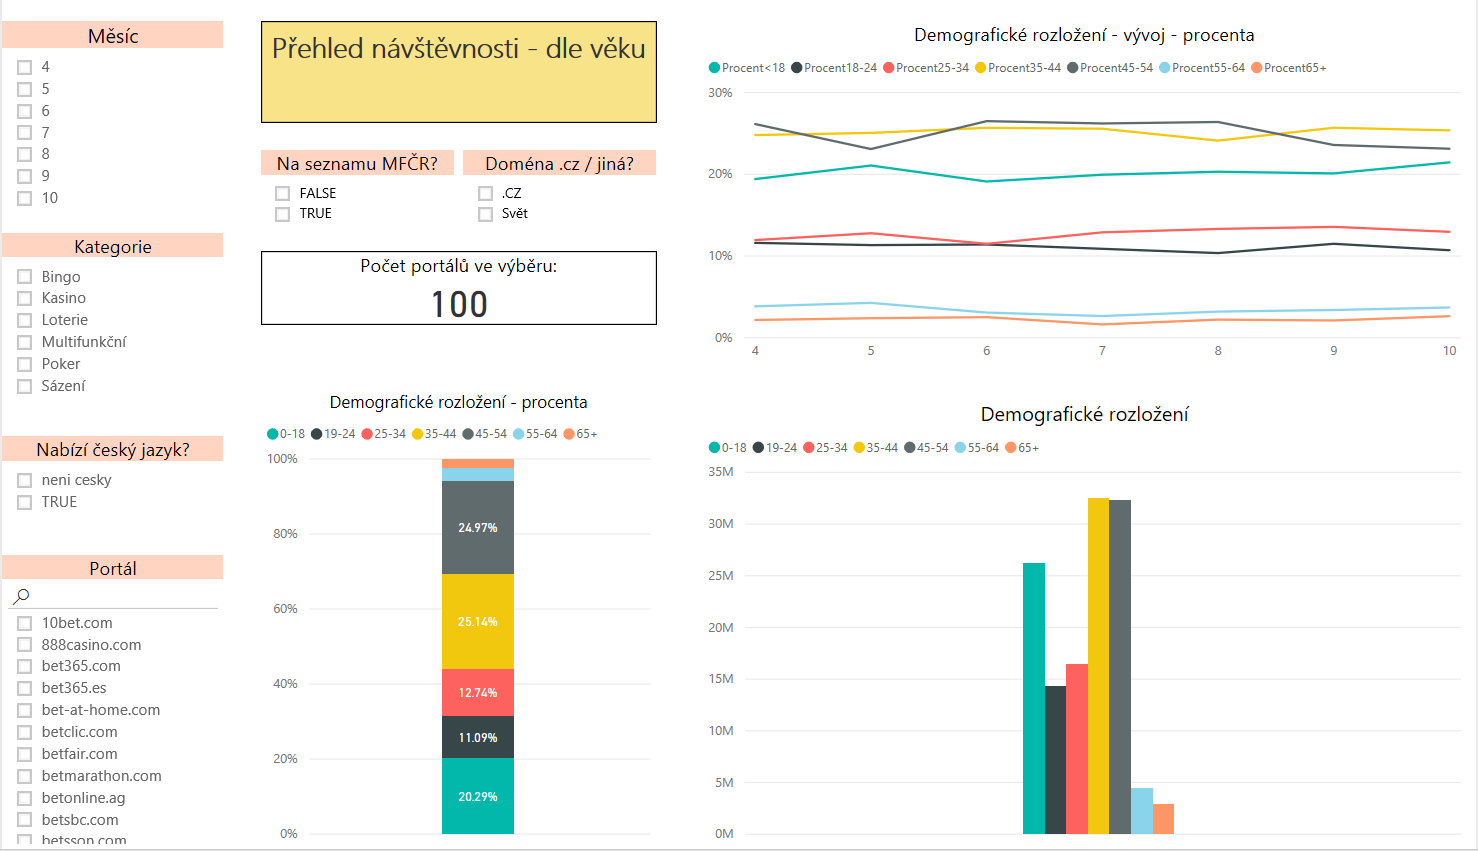 Měsíc
4
5
6
7
8
9
10
Kategorie
Bingo
Kasino
Loterie
Multifunkční
Poker
Sázení
Nabízí český jazyk?
neni cesky
TRUE
Portál
10bet.com
888casino.com
bet365.com
bet365.es
bet-at-home.com
betclic.com
betfair.com
betmarathon.com
betonline.ag
betsbc.com
betsson.com
Přehled návštěvnosti - dle věku
Na seznamu MFČR?
FALSE
TRUE
Doména .cz / jiná?
.CZ
Svět
Počet portálů ve výběru:
100
Demografické rozložení - procenta
0-18 19-24 25-34 35-44 45-54 55-64 65+
100%
80%
60%
40%
20%
0%
24.97%
25.14%
12.74%
11.09%
20.29%
Demografické rozložení - vývoj - procenta
Procent<18 Procent18-24 Procent25-34 Procent35-44 Procent45-54 Procent55-64 Procent65+
30%
20%
10%
0%
4 5 6 7 8 9 10
Demografické rozložení
0-18 19-24 25-34 35-44 45-54 55-64 65+
35M
30M
25M
20M
15M
10M
5M
0M